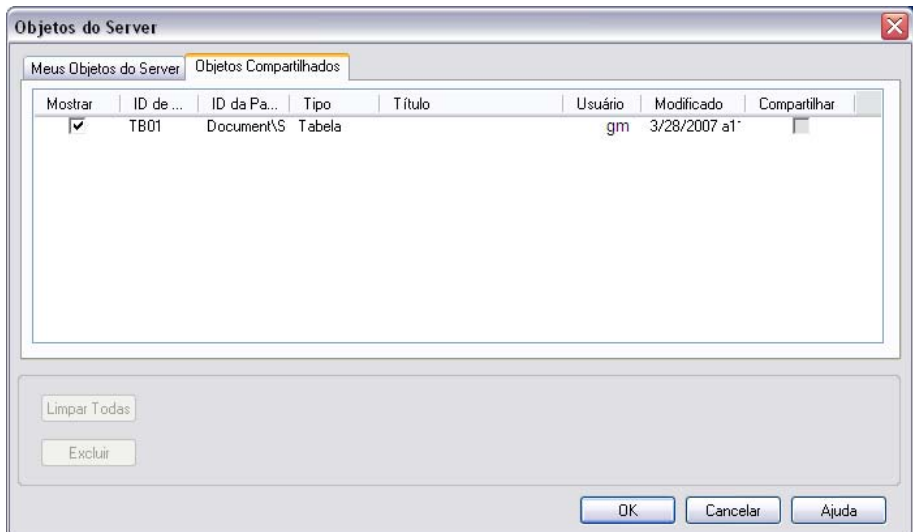 Objetos do Server
Meus Objetos do Server Objetos Compartilhados
Mostrar ID de ... ID da Pa... Tipo Título Usuário Modificado Compartilhar
TB01 Document\S Tabela gm 3/28/2007 a1
Limpar Todas
Excluir
OK Cancelar Ajuda